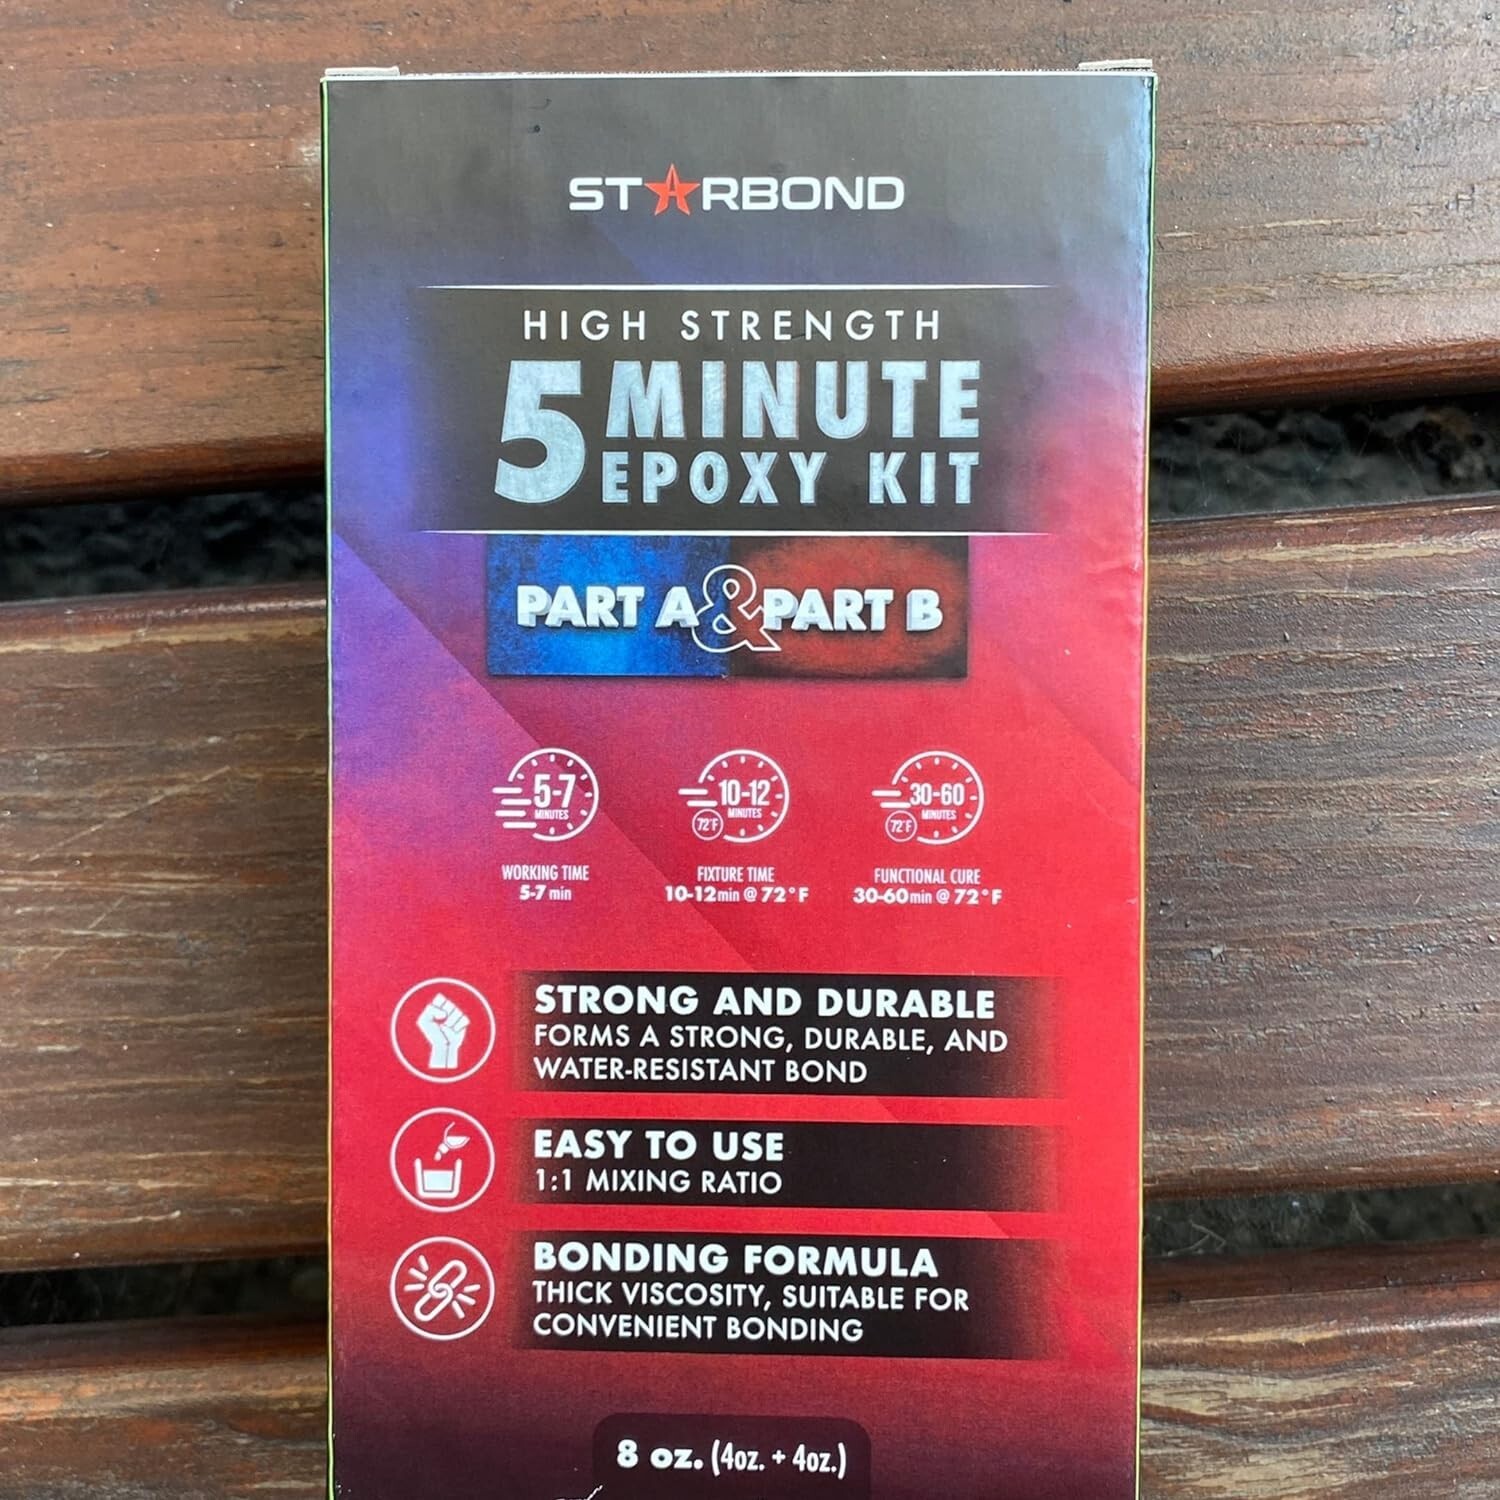 STARBOND
HIGH STRENGTH
5 MINUTE
EPOXY KIT
PART A & PART B
5-7
MINUTES
10-12
MINUTES
72°F
30-60
MINUTES
72°F
WORKING TIME
5-7 min
FIXTURE TIME
10-12min @ 72°F
FUNCTIONAL CURE
30-60min @ 72°F
STRONG AND DURABLE
FORMS A STRONG, DURABLE, AND
WATER-RESISTANT BOND
EASY TO USE
1:1 MIXING RATIO
BONDING FORMULA
THICK VISCOSITY, SUITABLE FOR
CONVENIENT BONDING
8 oz. (4oz. + 4oz.)